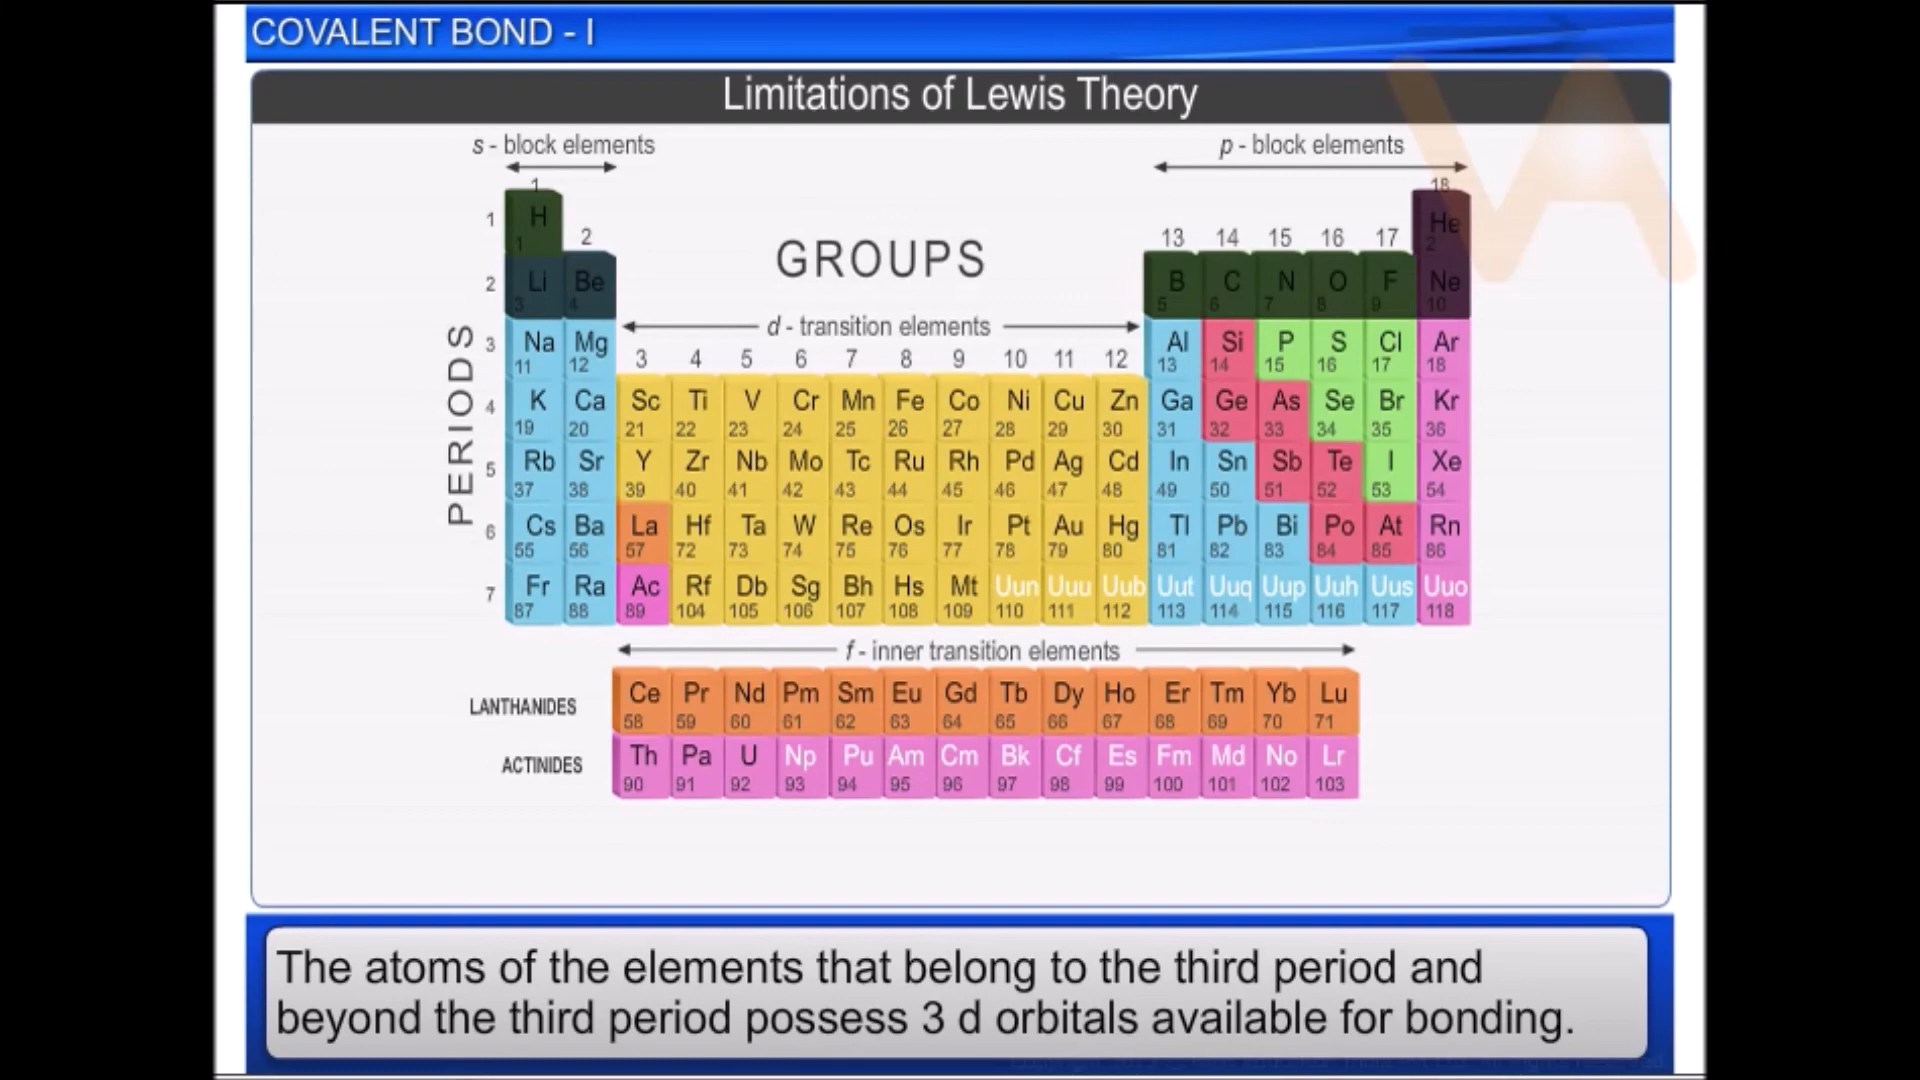 COVALENT BOND - I
Limitations of Lewis Theory
s - block elements
p - block elements
1
18
1 H 1 He 2
2 13 14 15 16 17
GROUPS
2 Li 3 Be 4 B 5 C 6 N 7 O 8 F 9 Ne 10
d - transition elements
3 Na 11 Mg 12 Al 13 Si 14 P 15 S 16 Cl 17 Ar 18
3 4 5 6 7 8 9 10 11 12
PERIODS
4 K 19 Ca 20 Sc 21 Ti 22 V 23 Cr 24 Mn 25 Fe 26 Co 27 Ni 28 Cu 29 Zn 30 Ga 31 Ge 32 As 33 Se 34 Br 35 Kr 36
5 Rb 37 Sr 38 Y 39 Zr 40 Nb 41 Mo 42 Tc 43 Ru 44 Rh 45 Pd 46 Ag 47 Cd 48 In 49 Sn 50 Sb 51 Te 52 I 53 Xe 54
6 Cs 55 Ba 56 La 57 Hf 72 Ta 73 W 74 Re 75 Os 76 Ir 77 Pt 78 Au 79 Hg 80 Tl 81 Pb 82 Bi 83 Po 84 At 85 Rn 86
7 Fr 87 Ra 88 Ac 89 Rf 104 Db 105 Sg 106 Bh 107 Hs 108 Mt 109 Uun 110 Uuu 111 Uub 112 Uut 113 Uuq 114 Uup 115 Uuh 116 Uus 117 Uuo 118
f - inner transition elements
LANTHANIDES Ce 58 Pr 59 Nd 60 Pm 61 Sm 62 Eu 63 Gd 64 Tb 65 Dy 66 Ho 67 Er 68 Tm 69 Yb 70 Lu 71
ACTINIDES Th 90 Pa 91 U 92 Np 93 Pu 94 Am 95 Cm 96 Bk 97 Cf 98 Es 99 Fm 100 Md 101 No 102 Lr 103
The atoms of the elements that belong to the third period and
beyond the third period possess 3 d orbitals available for bonding.